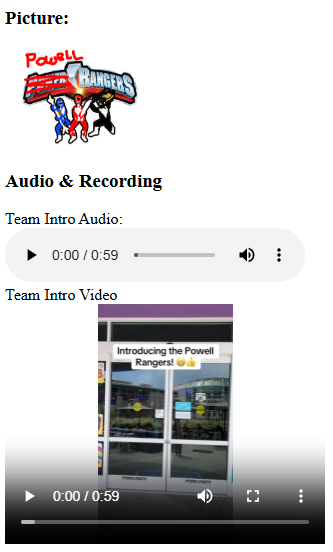 Picture:
Powell
POWER RANGERS
Audio & Recording
Team Intro Audio:
0:00 / 0:59
Team Intro Video
Introducing the Powell
Rangers! 🤩👍
0:00 / 0:59